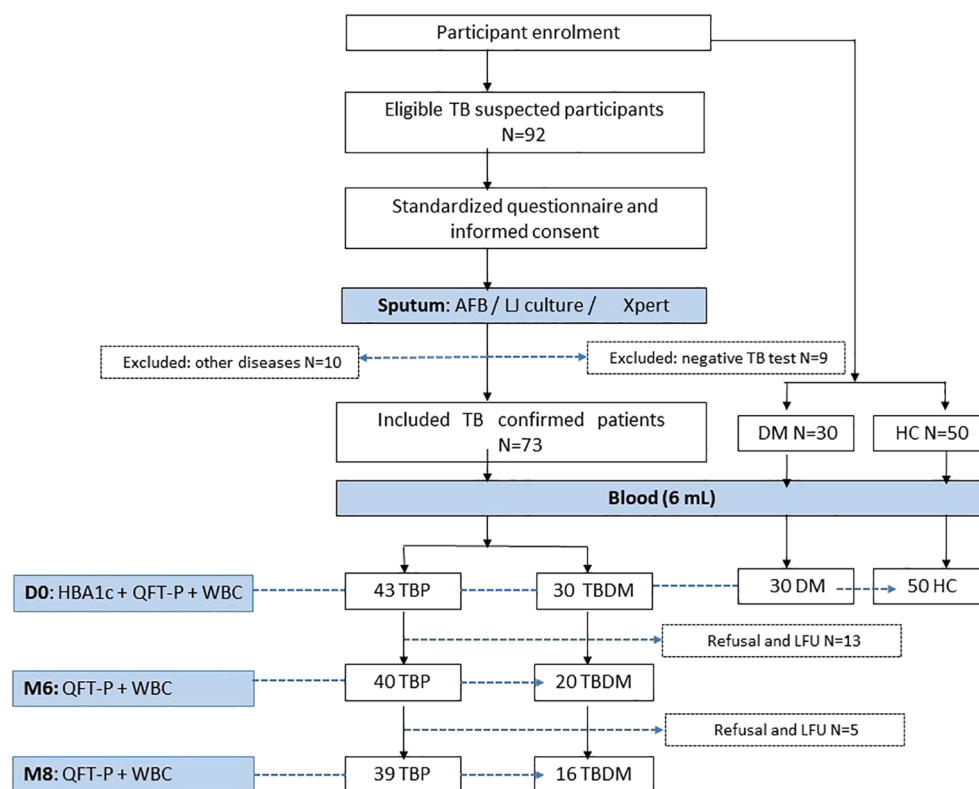 Participant enrolment
Eligible TB suspected participants
N=92
Standardized questionnaire and
informed consent
Sputum: AFB / LJ culture / Xpert
Excluded: other diseases N=10
Excluded: negative TB test N=9
Included TB confirmed patients
N=73
DM N=30
HC N=50
Blood (6 mL)
D0: HBA1c + QFT-P + WBC
43 TBP
30 TBDM
30 DM
50 HC
Refusal and LFU N=13
M6: QFT-P + WBC
40 TBP
20 TBDM
Refusal and LFU N=5
M8: QFT-P + WBC
39 TBP
16 TBDM